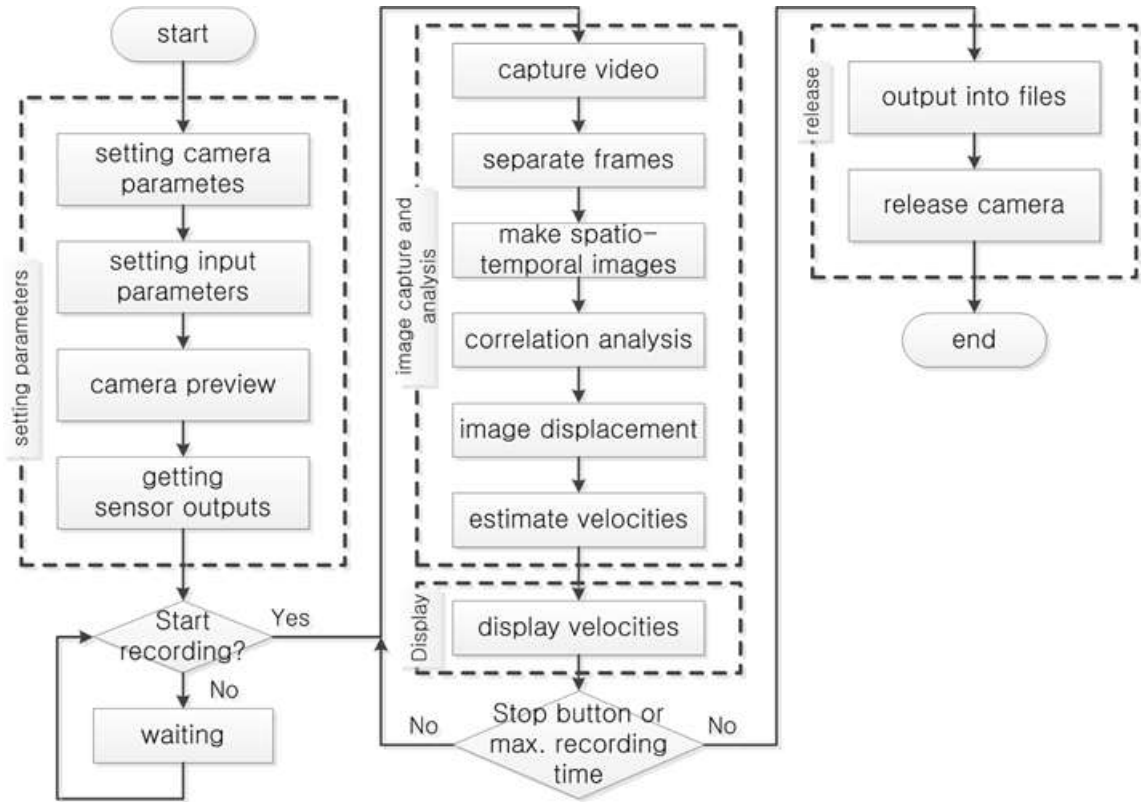 start
setting parameters
setting camera
parametes
setting input
parameters
camera preview
getting
sensor outputs
Start
recording?
Yes
No
waiting
image capture and
analysis
capture video
separate frames
make spatio-
temporal images
correlation analysis
image displacement
estimate velocities
Display
display velocities
Stop button or
max. recording
time
No
No
release
output into files
release camera
end